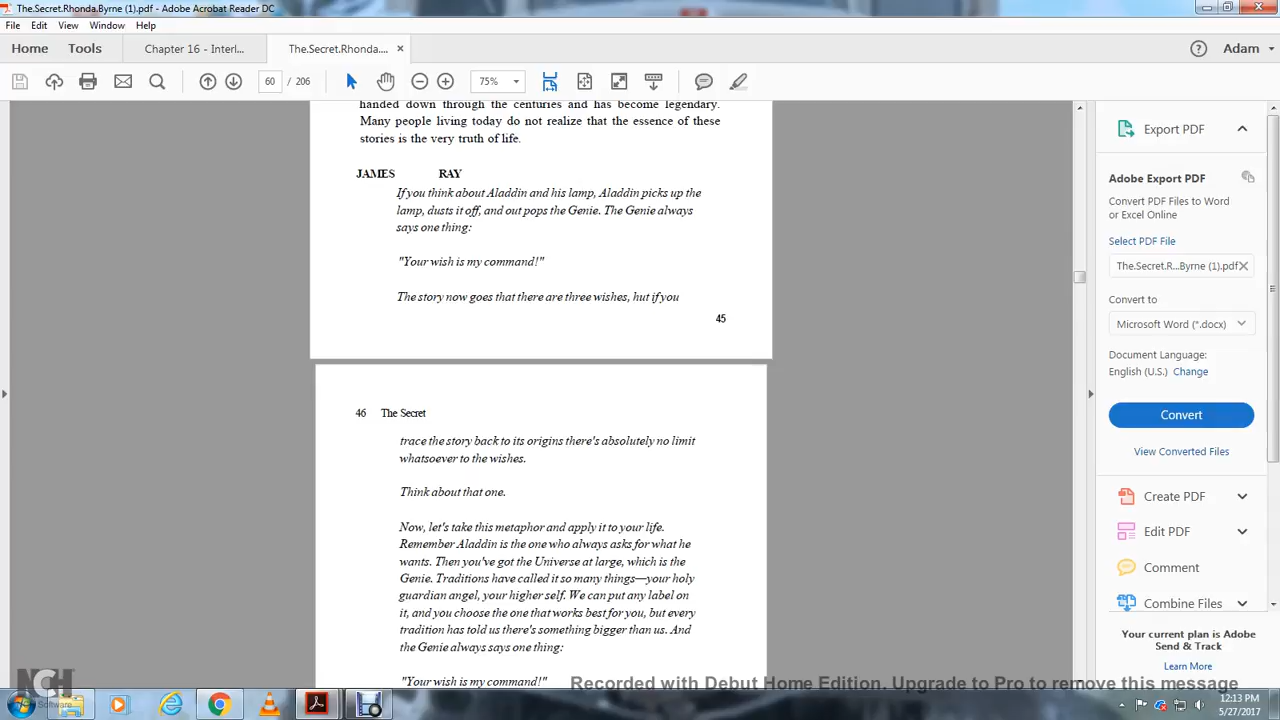 The.Secret.Rhonda.Byrne (1).pdf - Adobe Acrobat Reader DC
File Edit View Window Help
Home Tools Chapter 16 - Interl... The.Secret.Rhonda.... × Adam
60 / 206 75%
handed down through the centuries and has become legendary.
Many people living today do not realize that the essence of these
stories is the very truth of life.
JAMES RAY
If you think about Aladdin and his lamp, Aladdin picks up the
lamp, dusts it off, and out pops the Genie. The Genie always
says one thing:
"Your wish is my command!"
The story now goes that there are three wishes, hut if you
45
46 The Secret
trace the story back to its origins there's absolutely no limit
whatsoever to the wishes.
Think about that one.
Now, let's take this metaphor and apply it to your life.
Remember Aladdin is the one who always asks for what he
wants. Then you've got the Universe at large, which is the
Genie. Traditions have called it so many things—your holy
guardian angel, your higher self. We can put any label on
it, and you choose the one that works best for you, but every
tradition has told us there's something bigger than us. And
the Genie always says one thing:
"Your wish is my command!"
Export PDF
Adobe Export PDF
Convert PDF Files to Word
or Excel Online
Select PDF File
The.Secret.R...Byrne (1).pdf
Convert to
Microsoft Word (*.docx)
Document Language:
English (U.S.) Change
Convert
View Converted Files
Create PDF
Edit PDF
Comment
Combine Files
Your current plan is Adobe
Send & Track
Learn More
NCH
Software
Recorded with Debut Home Edition. Upgrade to Pro to remove this message
12:13 PM
5/27/2017